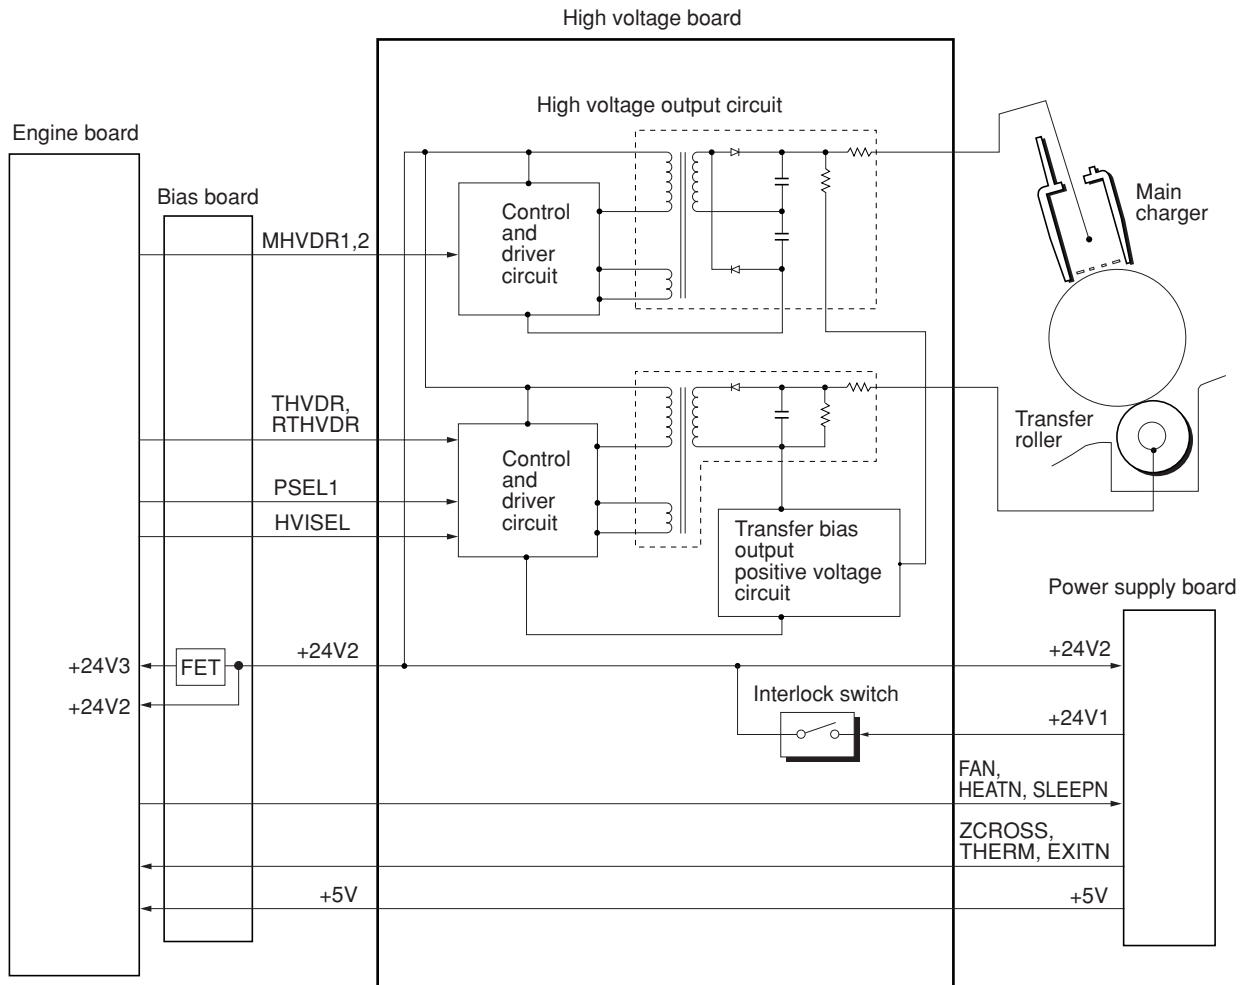 High voltage board
High voltage output circuit
Engine board
Bias board
Main
charger
Control
and
driver
circuit
MHVDR1,2
THVDR,
RTHVDR
Transfer
roller
Control
and
driver
circuit
PSEL1
HVISEL
Transfer bias
output
positive voltage
circuit
Power supply board
+24V3
FET
+24V2
+24V2
+24V2
Interlock switch
+24V1
FAN,
HEATN, SLEEPN
ZCROSS,
THERM, EXITN
+5V
+5V